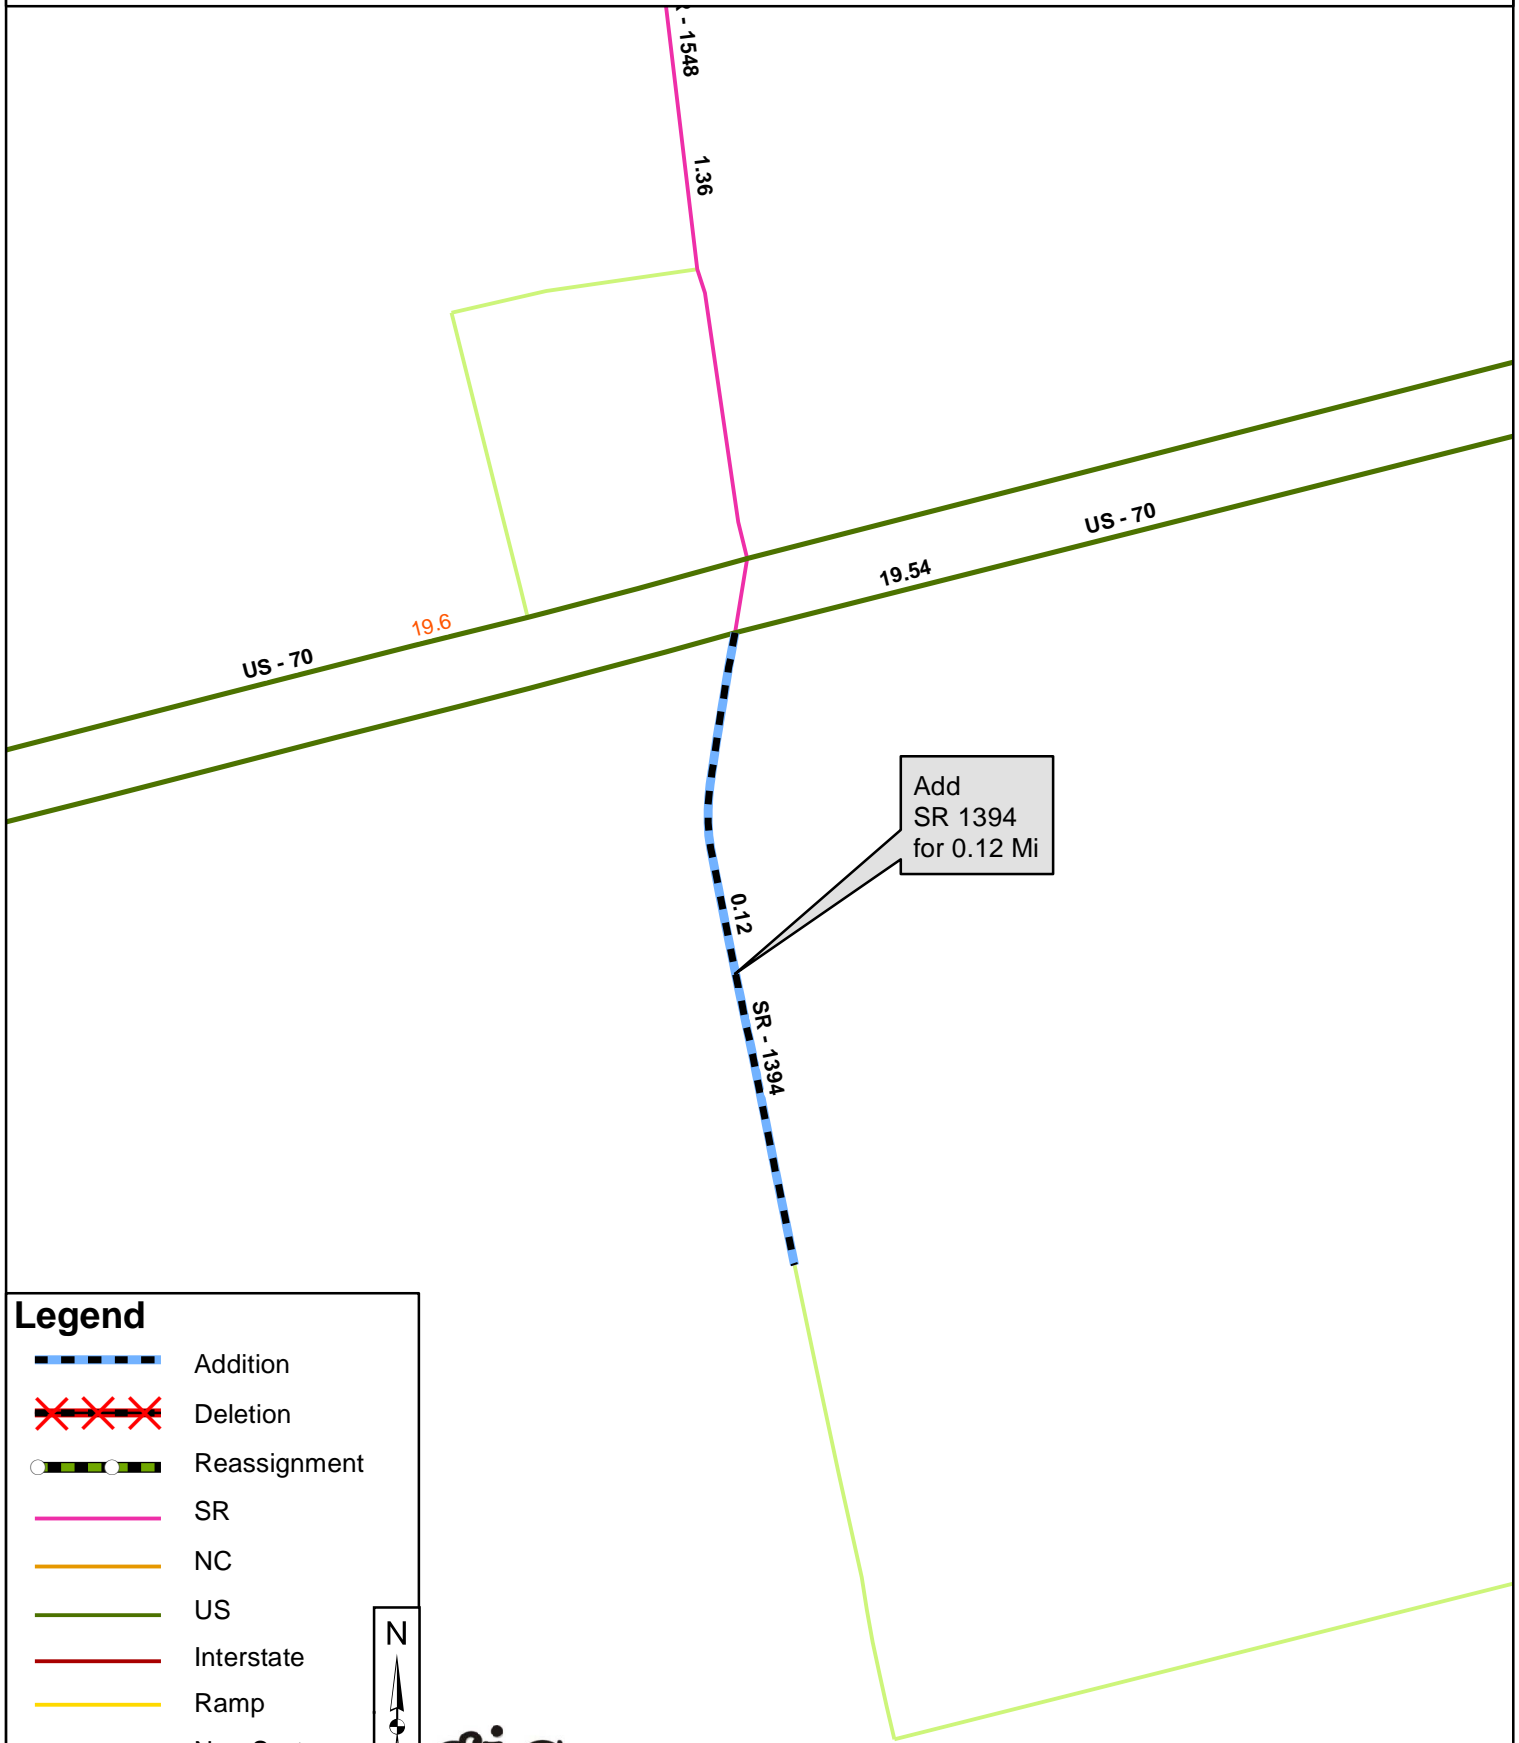 - 1548
1.36
US - 70
19.54
19.6
US - 70
Add
SR 1394
for 0.12 Mi
0.12
SR - 1394
Legend
Addition
Deletion
Reassignment
SR
NC
US
Interstate
Ramp
N